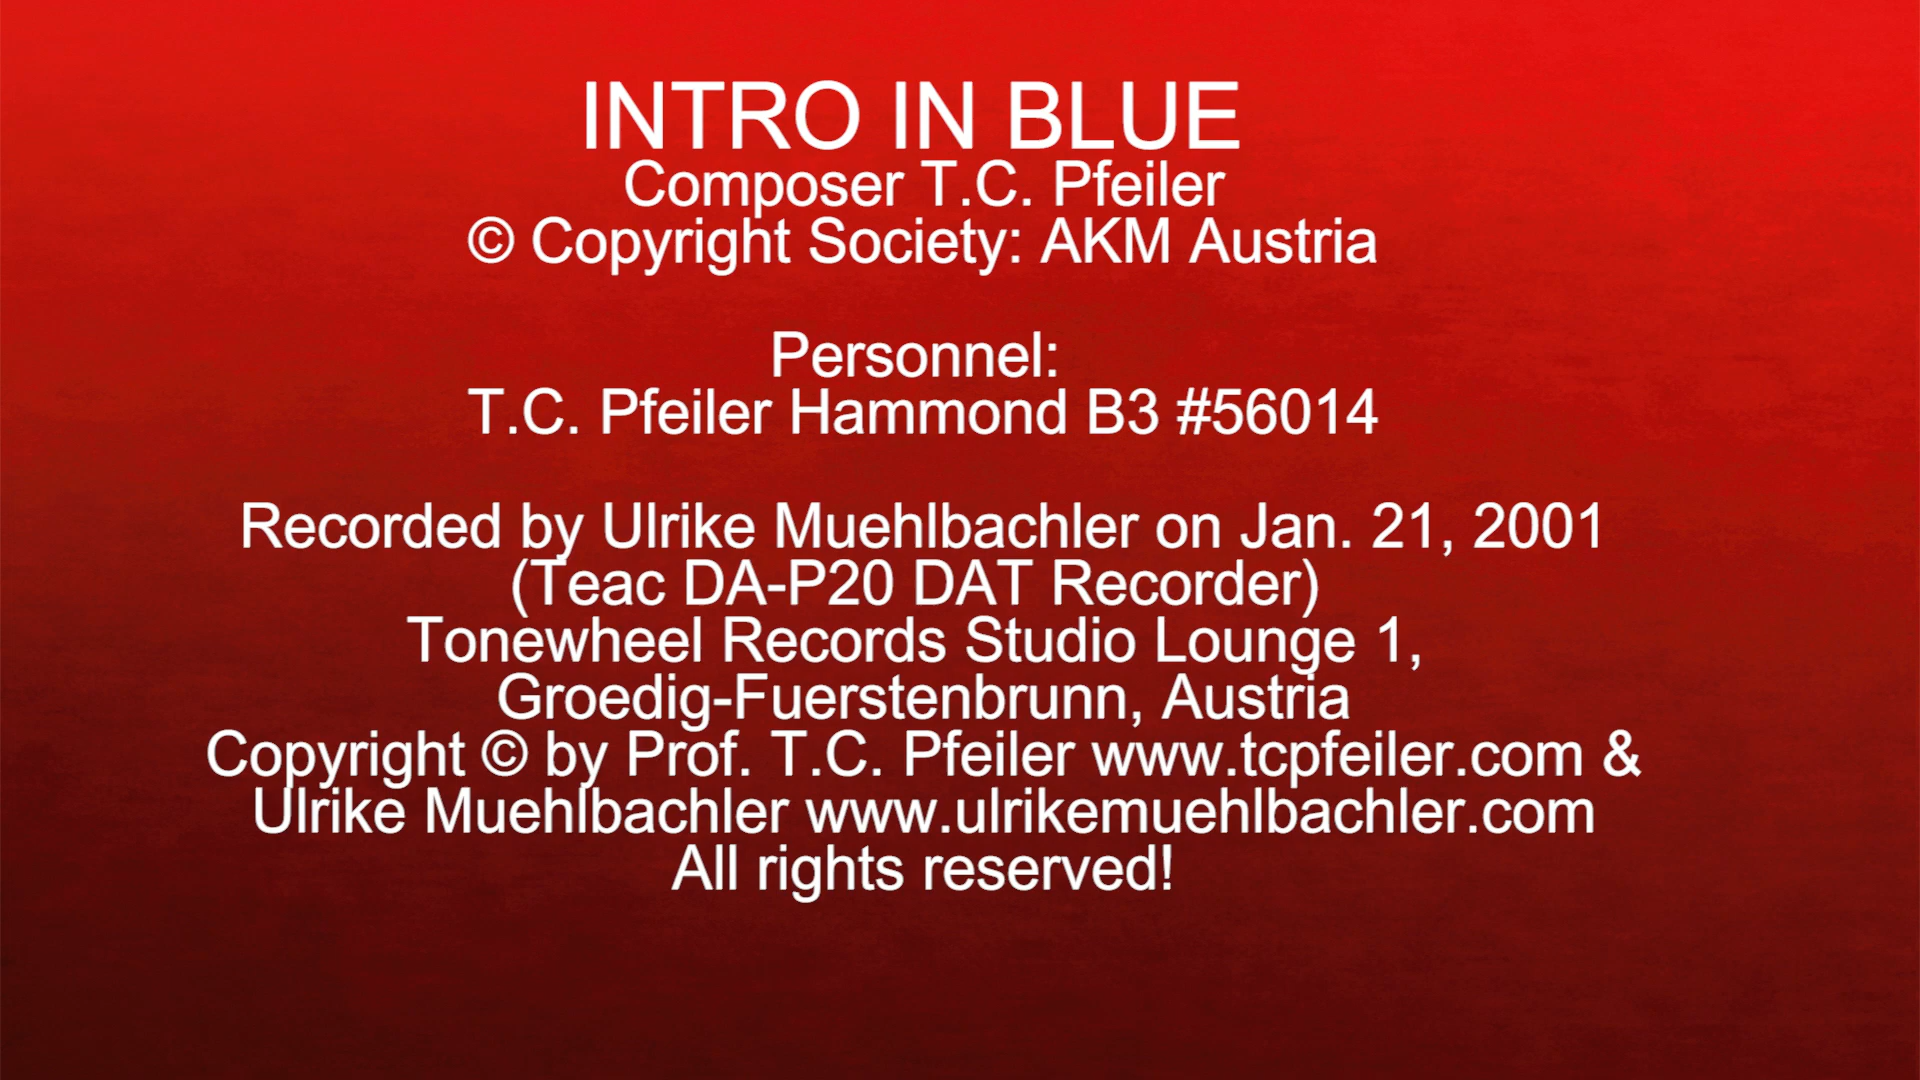 INTRO IN BLUE
Composer T.C. Pfeiler
© Copyright Society: AKM Austria
Personnel:
T.C. Pfeiler Hammond B3 #56014
Recorded by Ulrike Muehlbachler on Jan. 21, 2001
(Teac DA-P20 DAT Recorder)
Tonewheel Records Studio Lounge 1,
Groedig-Fuerstenbrunn, Austria
Copyright © by Prof. T.C. Pfeiler www.tcpfeiler.com &
Ulrike Muehlbachler www.ulrikemuehlbachler.com
All rights reserved!